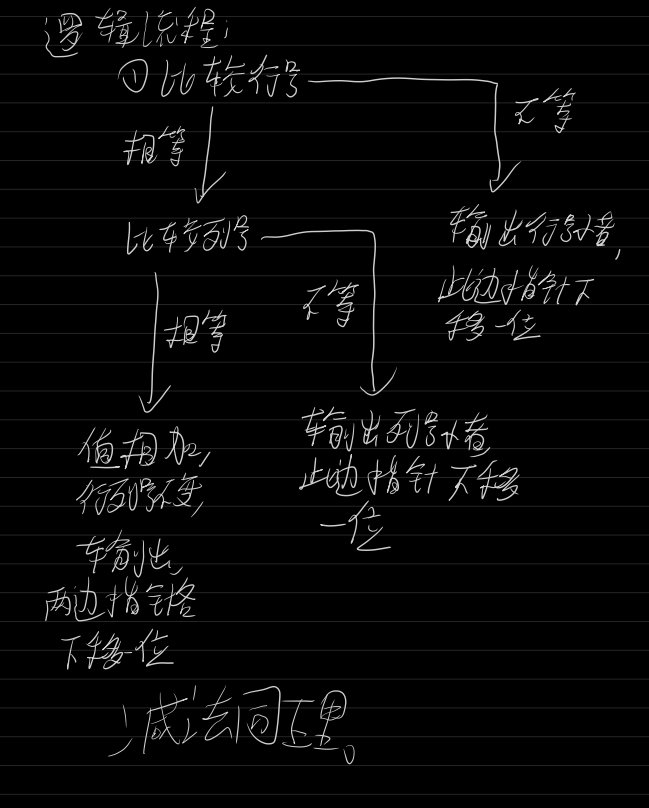 逻辑流程:
①比较行号
不等
相等
输出行号小者,
此边指针下
移一位
比较列号
不等
相等
输出列号小者,
此边指针下移
一位
值相加,
行列号不变,
输出,
两边指针各
下移一位
减法同理。